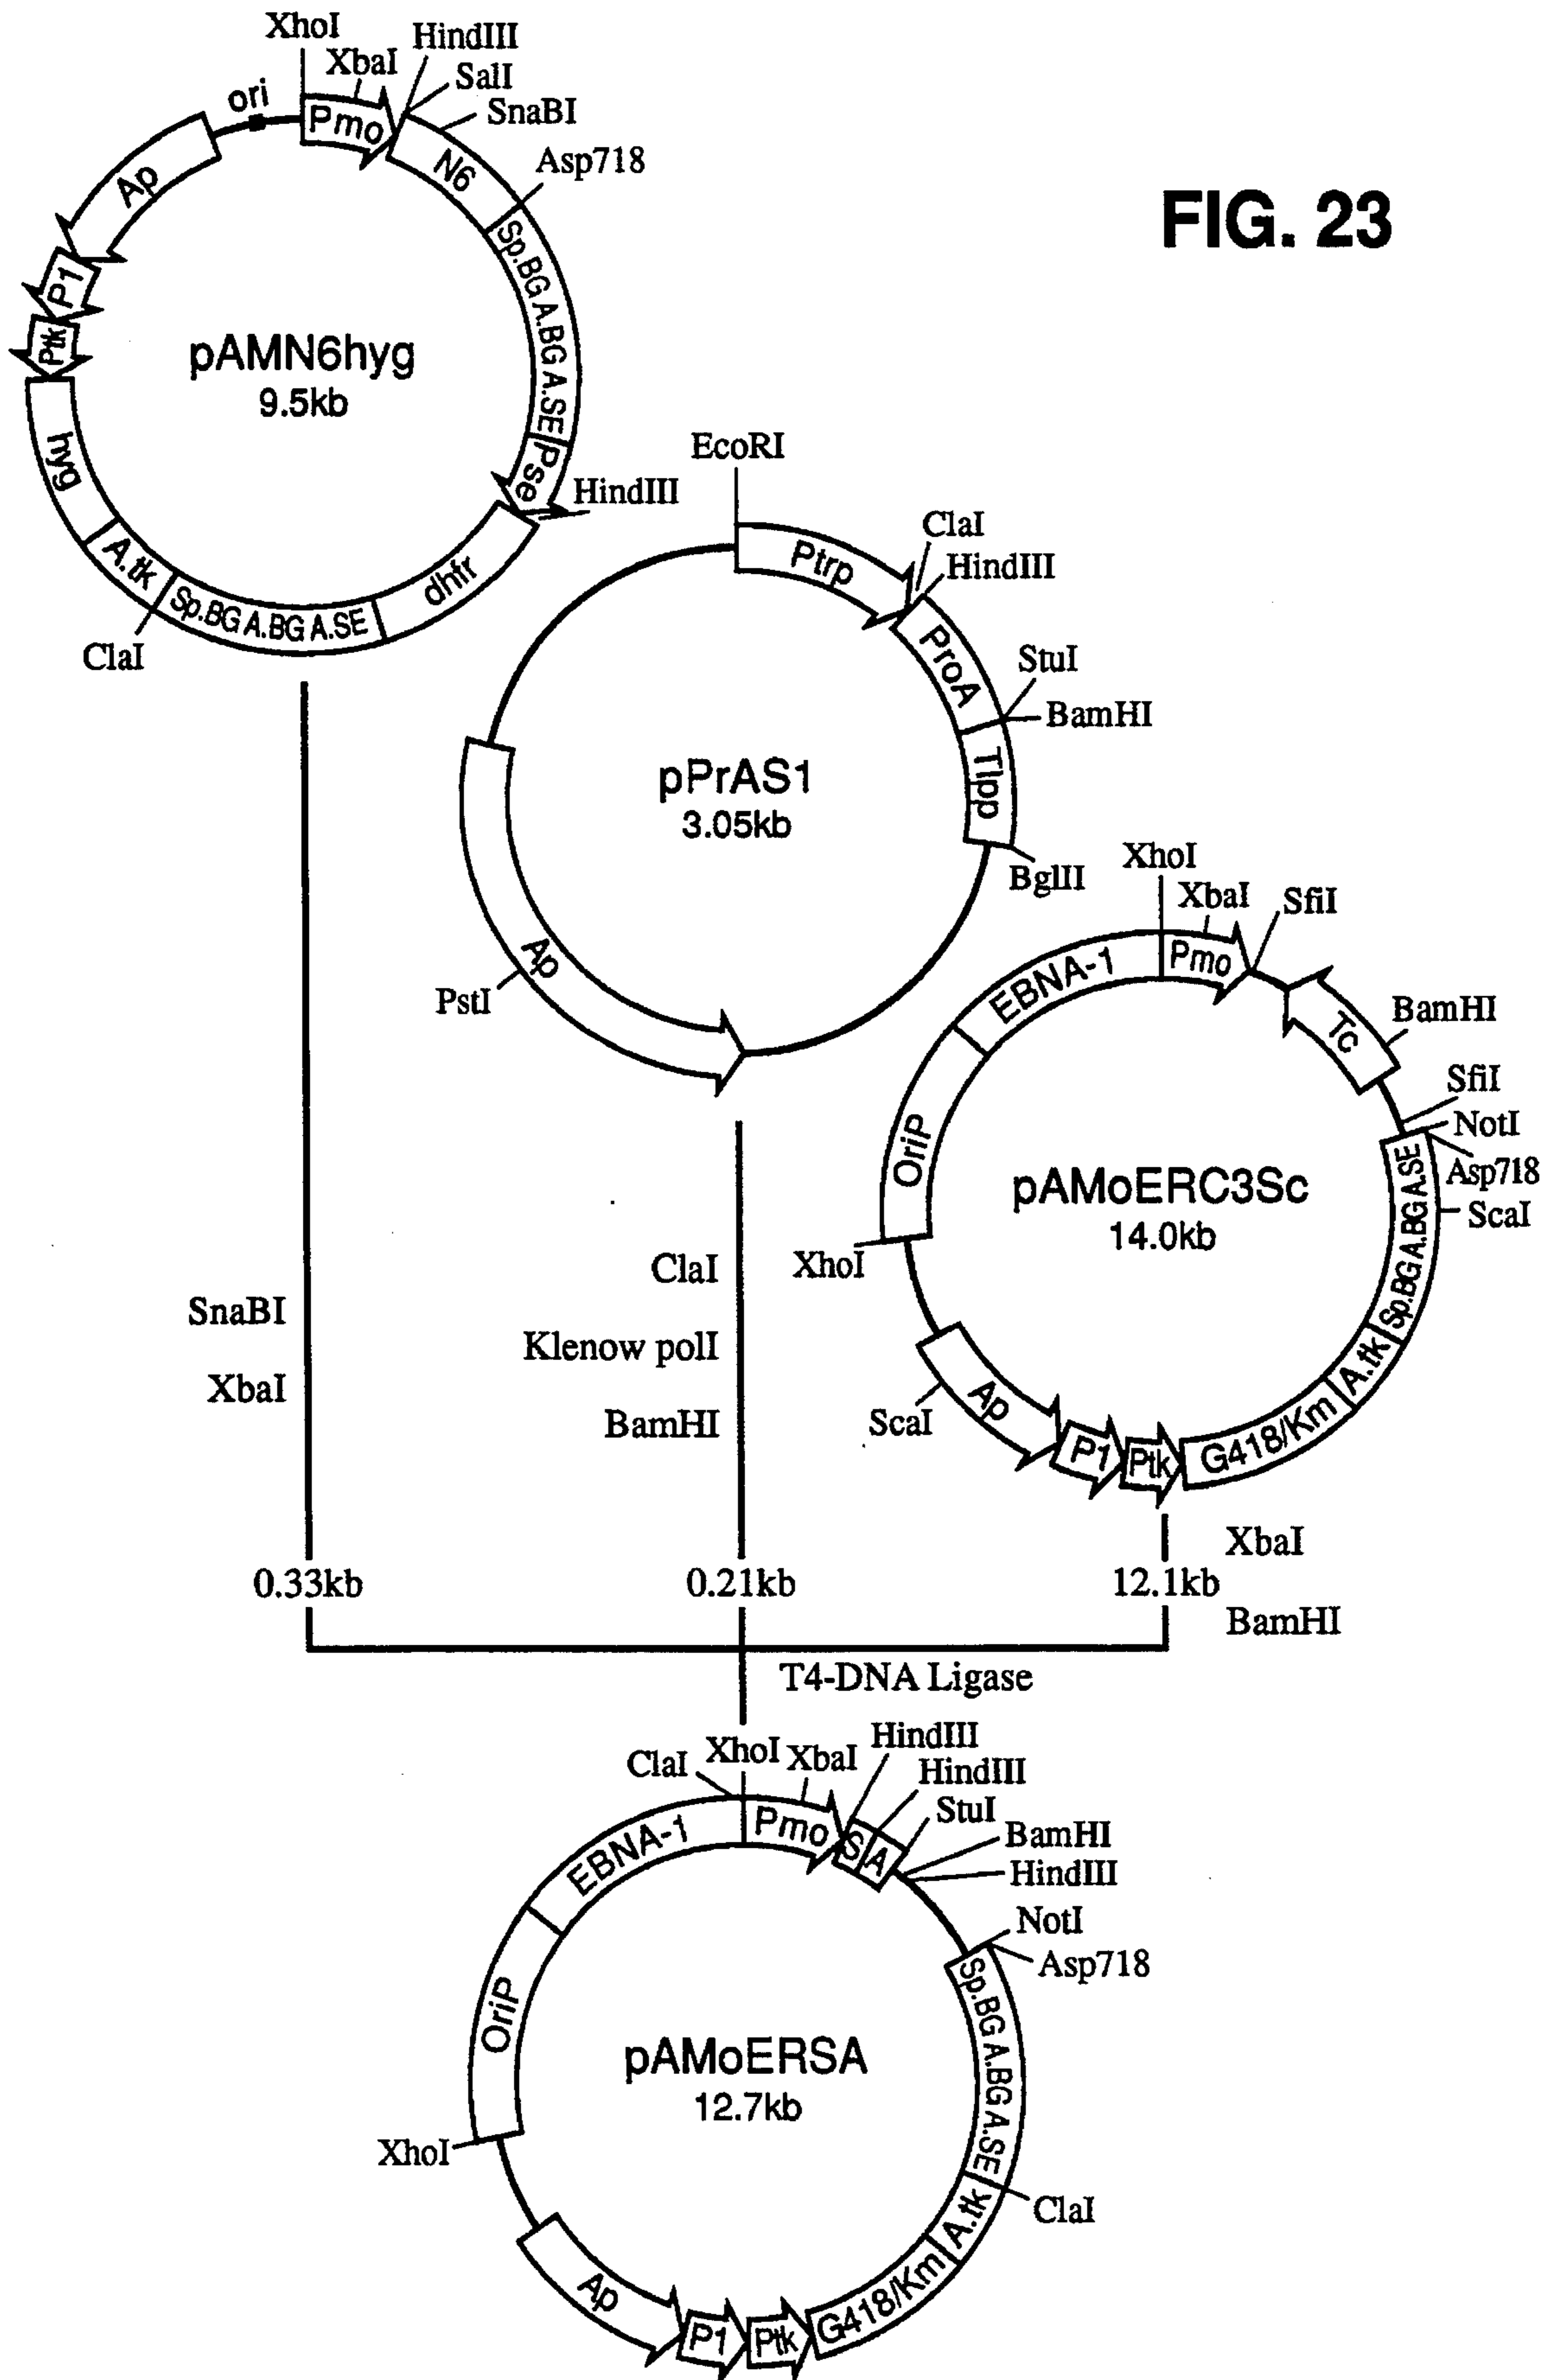 FIG. 23
XhoI
XbaI
HindIII
SalI
SnaBI
Asp718
ori
Pmo
N6
Sp.BG A.BG A.SE
Pse
HindIII
dhfr
Sp.BG A.BG A.SE
ClaI
A.tk
hyg
Ptk
P1
Ap
pAMN6hyg
9.5kb
EcoRI
Ptrp
ClaI
HindIII
ProA
StuI
BamHI
Tlpp
BglII
Ap
PstI
pPrAS1
3.05kb
XhoI
XbaI
SfiI
EBNA-1
Pmo
Tc
BamHI
SfiI
NotI
Asp718
ScaI
Sp.BG A.BG A.SE
A.tk
G418/Km
Ptk
P1
Ap
ScaI
XhoI
OriP
pAMoERC3Sc
14.0kb
SnaBI
XbaI
ClaI
Klenow polI
BamHI
XbaI
BamHI
0.33kb
0.21kb
12.1kb
T4-DNA Ligase
ClaI
XhoI
XbaI
HindIII
HindIII
StuI
BamHI
HindIII
NotI
Asp718
EBNA-1
Pmo
S
A
Sp.BG A.BG A.SE
ClaI
A.tk
G418/Km
Ptk
P1
Ap
XhoI
OriP
pAMoERSA
12.7kb